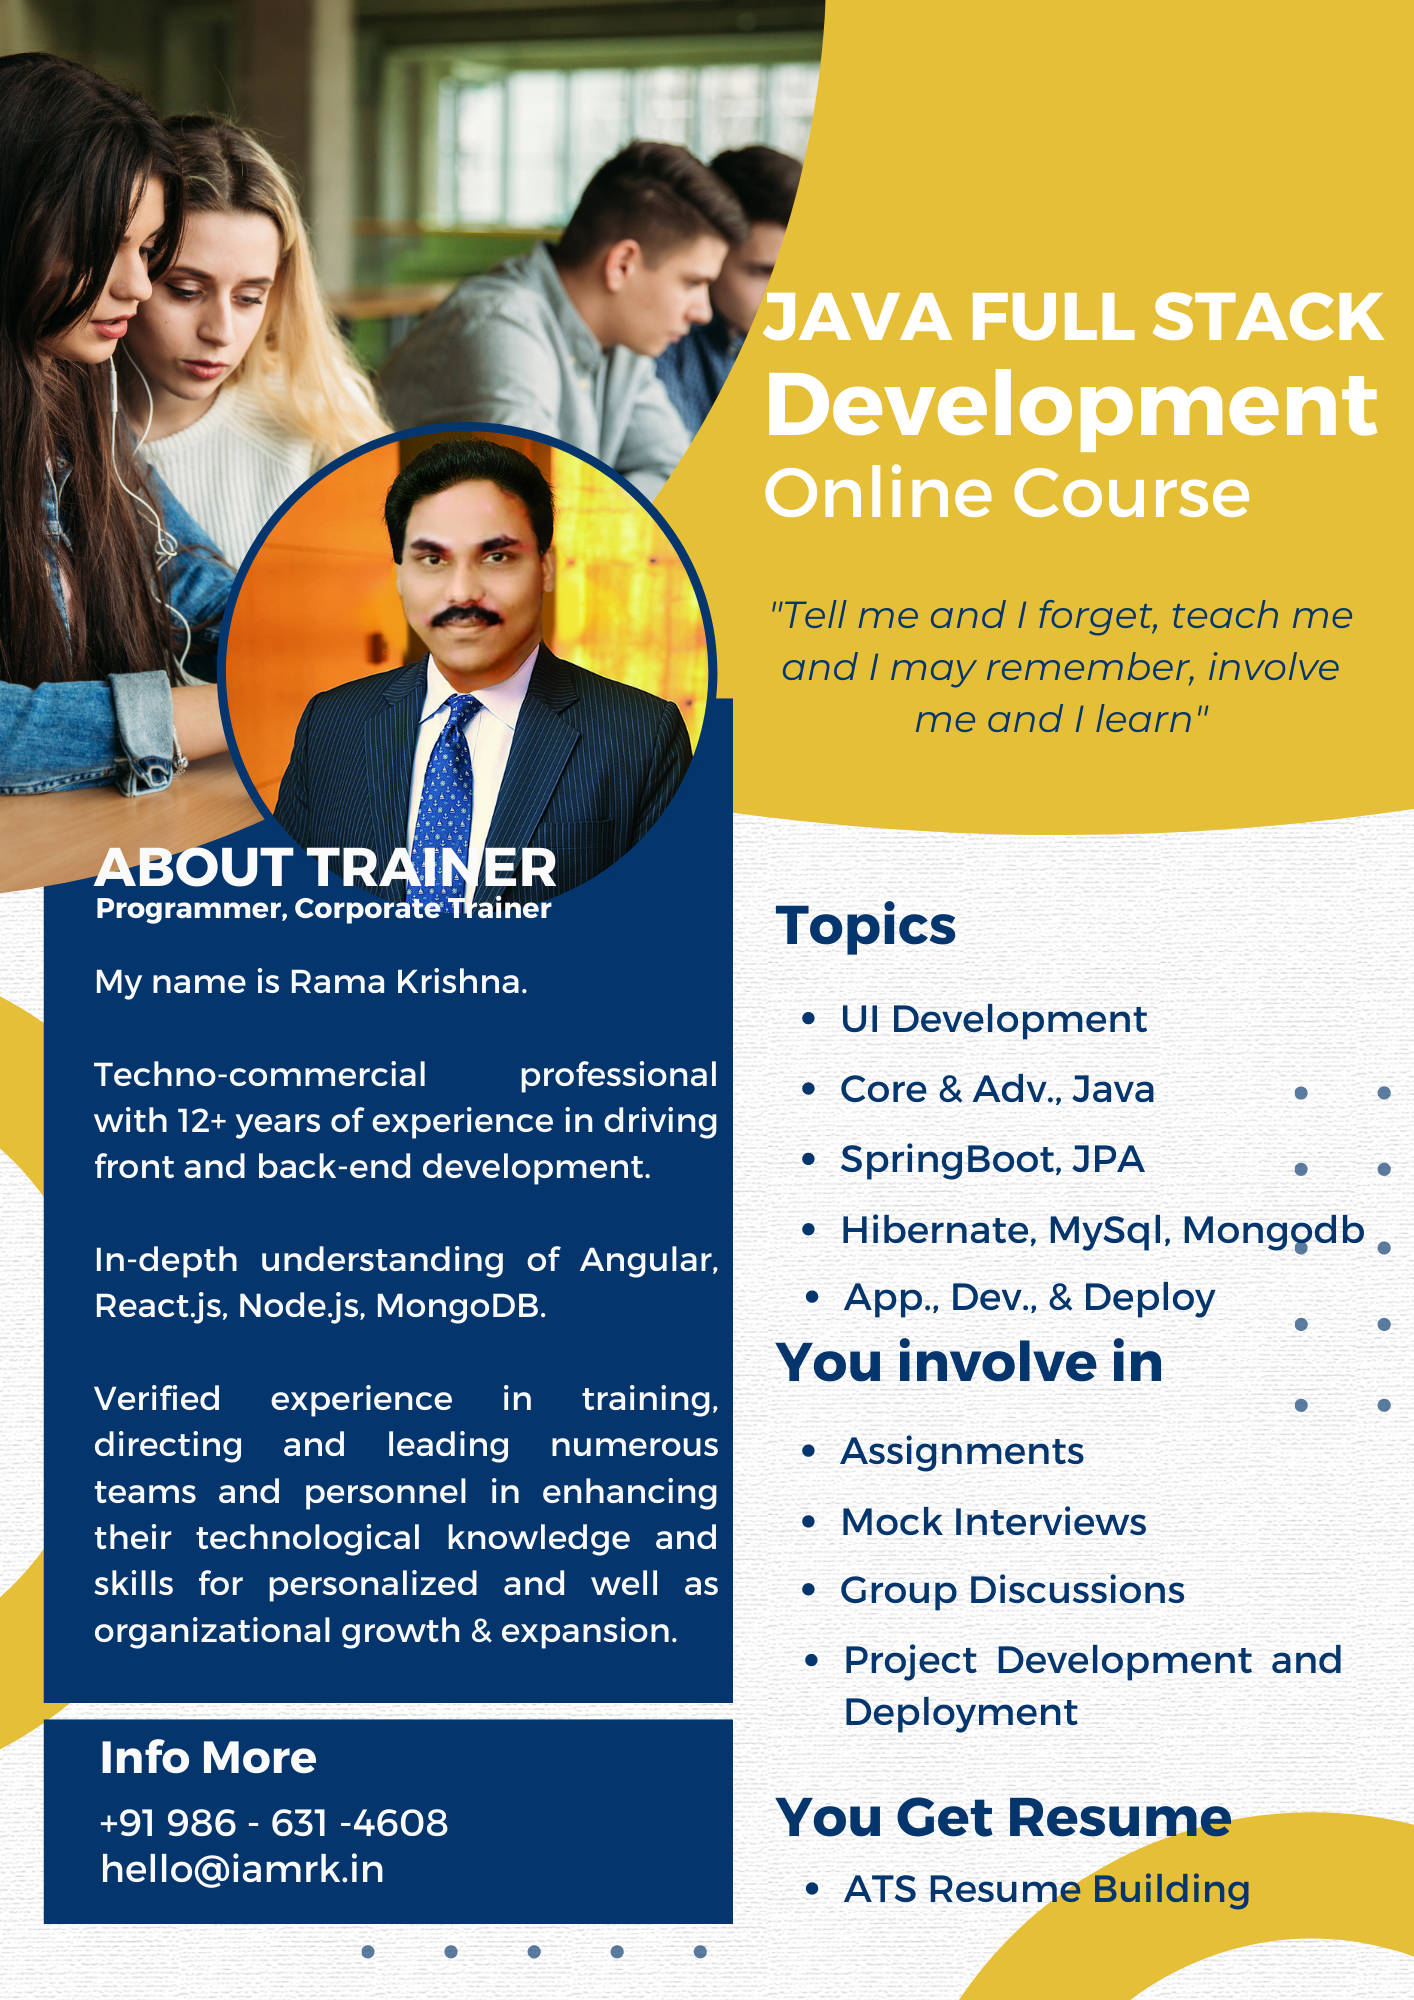 JAVA FULL STACK
Development
Online Course
"Tell me and I forget, teach me
and I may remember, involve
me and I learn"
ABOUT TRAINER
Programmer, Corporate Trainer
My name is Rama Krishna.
Techno-commercial professional
with 12+ years of experience in driving
front and back-end development.
In-depth understanding of Angular,
React.js, Node.js, MongoDB.
Verified experience in training,
directing and leading numerous
teams and personnel in enhancing
their technological knowledge and
skills for personalized and well as
organizational growth & expansion.
Info More
+91 986 - 631 -4608
hello@iamrk.in
Topics
• UI Development
• Core & Adv., Java
• SpringBoot, JPA
• Hibernate, MySql, Mongodb
• App., Dev., & Deploy
You involve in
• Assignments
• Mock Interviews
• Group Discussions
• Project Development and
Deployment
You Get Resume
• ATS Resume Building